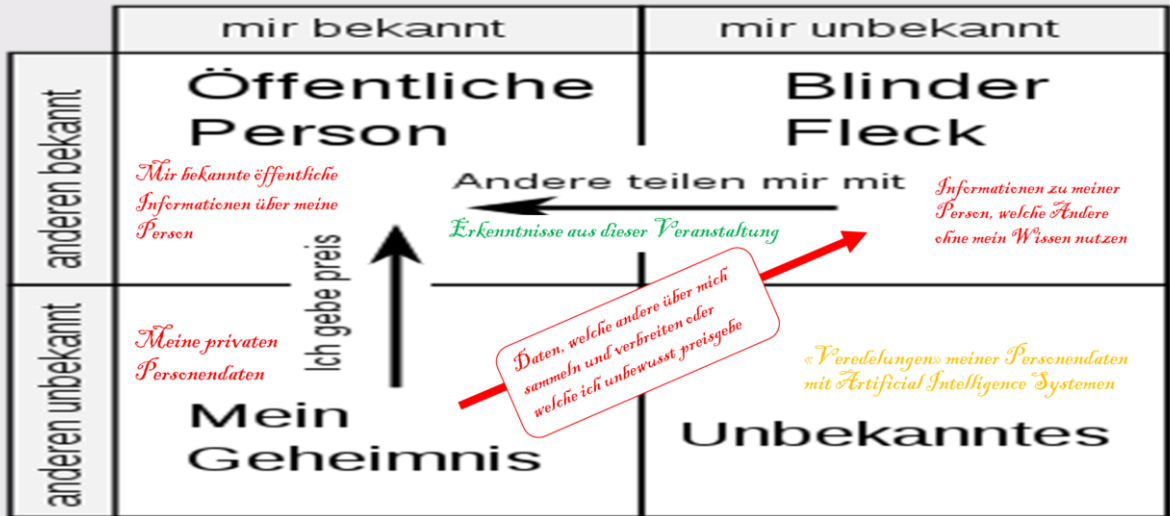 mir bekannt
mir unbekannt
anderen bekannt
Öffentliche
Person
Blinder
Fleck
Mir bekannte öffentliche
Informationen über meine
Person
Andere teilen mir mit
Erkenntnisse aus dieser Veranstaltung
Informationen zu meiner
Person, welche Andere
ohne mein Wissen nutzen
Ich gebe preis
Daten, welche andere über mich
sammeln und verbreiten oder
welche ich unbewusst preisgebe
anderen unbekannt
Meine privaten
Personendaten
«Veredelungen» meiner Personendaten
mit Artificial Intelligence Systemen
Mein
Geheimnis
Unbekanntes